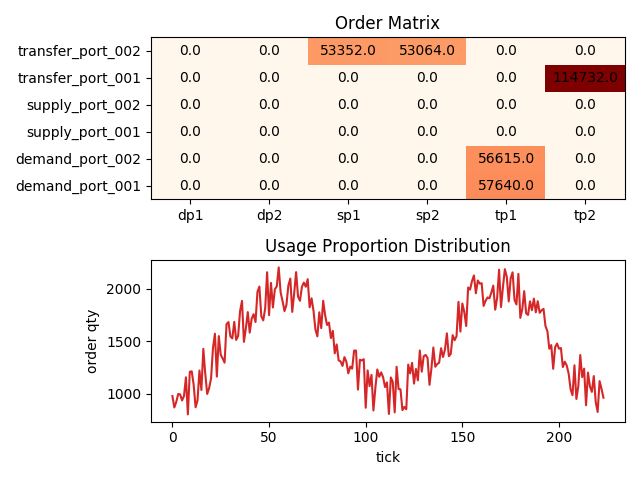 Order Matrix
transfer_port_002 0.0 0.0 53352.0 53064.0 0.0 0.0
transfer_port_001 0.0 0.0 0.0 0.0 0.0 114732.0
supply_port_002 0.0 0.0 0.0 0.0 0.0 0.0
supply_port_001 0.0 0.0 0.0 0.0 0.0 0.0
demand_port_002 0.0 0.0 0.0 0.0 56615.0 0.0
demand_port_001 0.0 0.0 0.0 0.0 57640.0 0.0
dp1 dp2 sp1 sp2 tp1 tp2
Usage Proportion Distribution
order qty
2000
1500
1000
0 50 100 150 200
tick